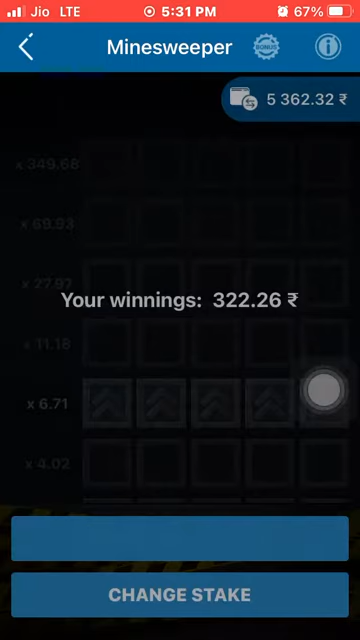 Jio LTE 5:31 PM 67%
Minesweeper BONUS i
5 362.32 ₹
x 349.68
x 69.93
x 27.97
Your winnings: 322.26 ₹
x 11.18
x 6.71
x 4.02
CHANGE STAKE